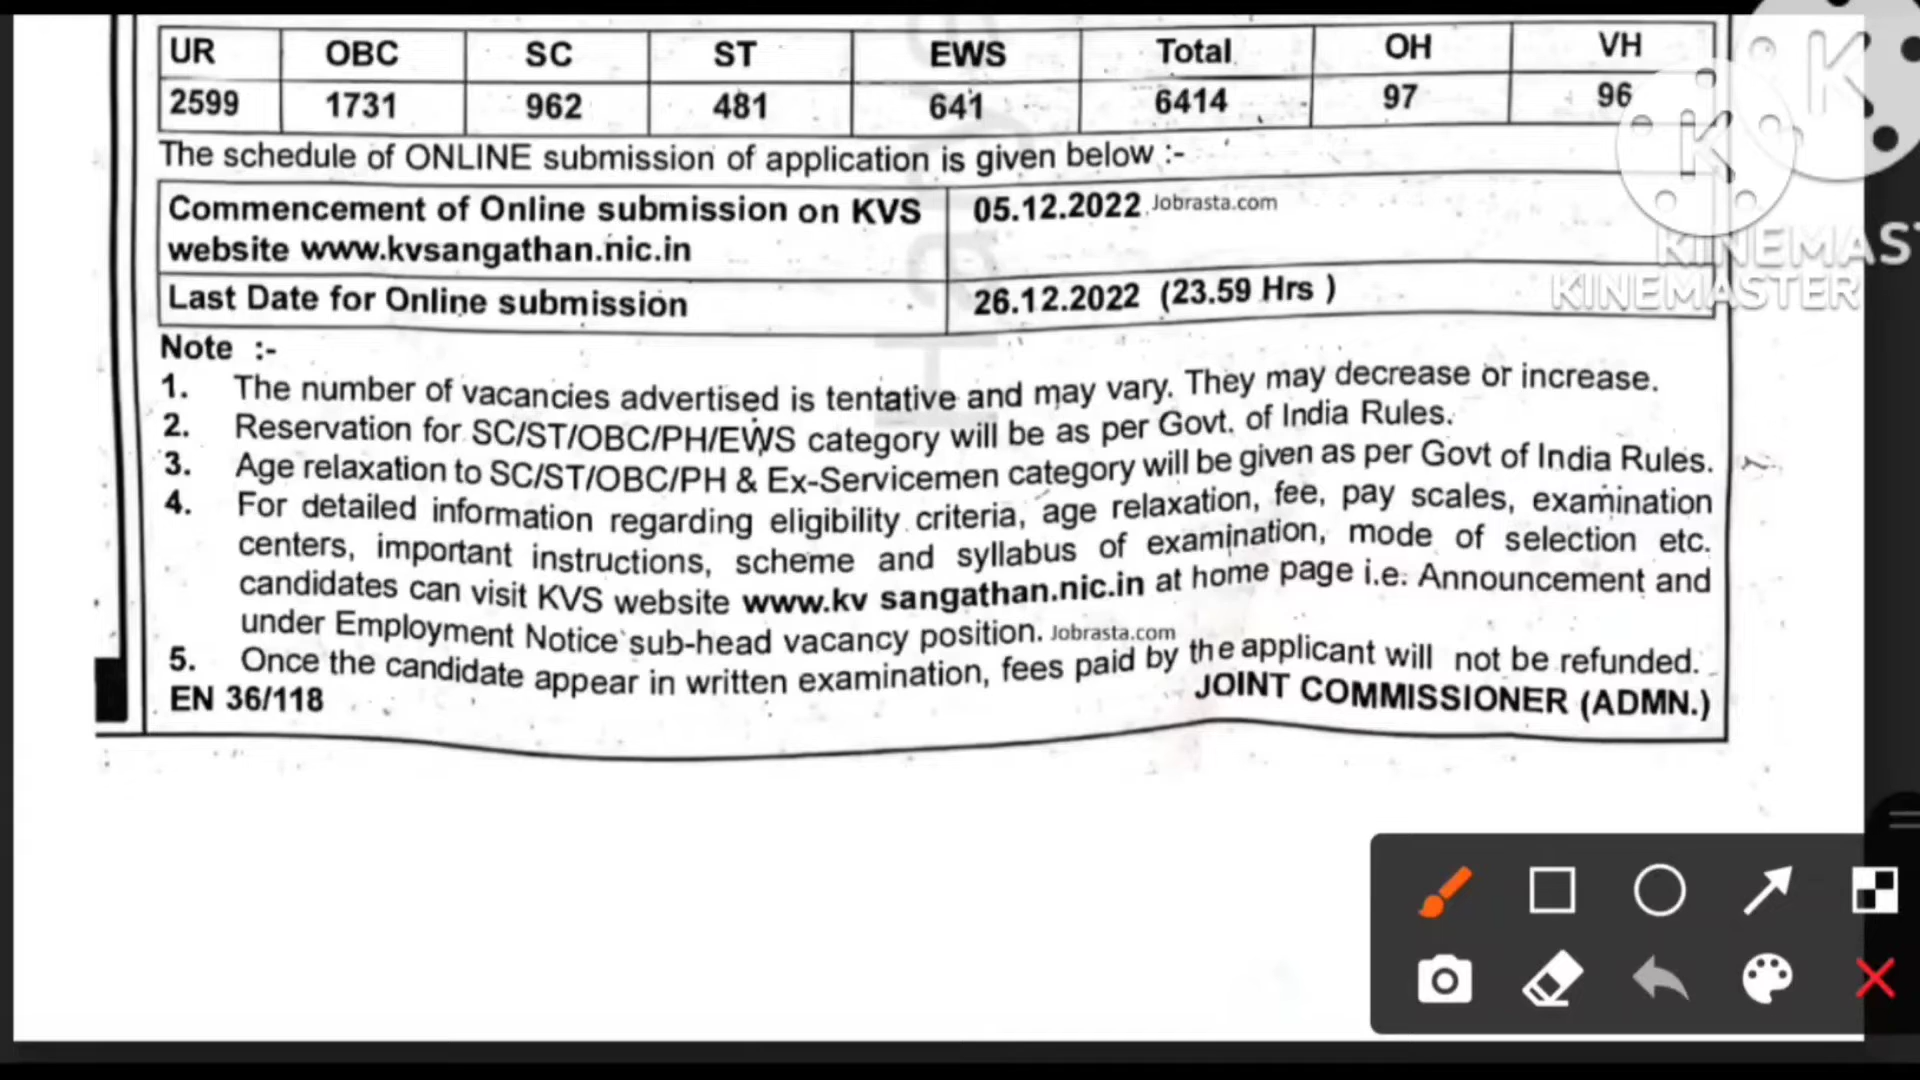 UR OBC SC ST EWS Total OH VH
2599 1731 962 481 641 6414 97 96
The schedule of ONLINE submission of application is given below :-
Commencement of Online submission on KVS 05.12.2022 Jobrasta.com
website www.kvsangathan.nic.in
Last Date for Online submission 26.12.2022 (23.59 Hrs )
Note :-
1. The number of vacancies advertised is tentative and may vary. They may decrease or increase.
2. Reservation for SC/ST/OBC/PH/EWS category will be as per Govt. of India Rules.
3. Age relaxation to SC/ST/OBC/PH & Ex-Servicemen category will be given as per Govt of India Rules.
4. For detailed information regarding eligibility criteria, age relaxation, fee, pay scales, examination
centers, important instructions, scheme and syllabus of examination, mode of selection etc.
candidates can visit KVS website www.kv sangathan.nic.in at home page i.e. Announcement and
under Employment Notice sub-head vacancy position. Jobrasta.com
5. Once the candidate appear in written examination, fees paid by the applicant will not be refunded.
EN 36/118 JOINT COMMISSIONER (ADMN.)
K
K
KINEMAS
KINEMASTER